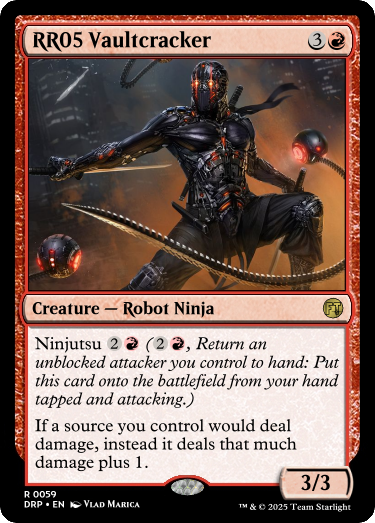 RR05 Vaultcracker 3
Creature — Robot Ninja
FT
Ninjutsu 2 ( 2 , Return an
unblocked attacker you control to hand: Put
this card onto the battlefield from your hand
tapped and attacking.)
If a source you control would deal
damage, instead it deals that much
damage plus 1.
3/3
R 0059
DRP • EN VLAD MARICA
™ & © 2025 Team Starlight